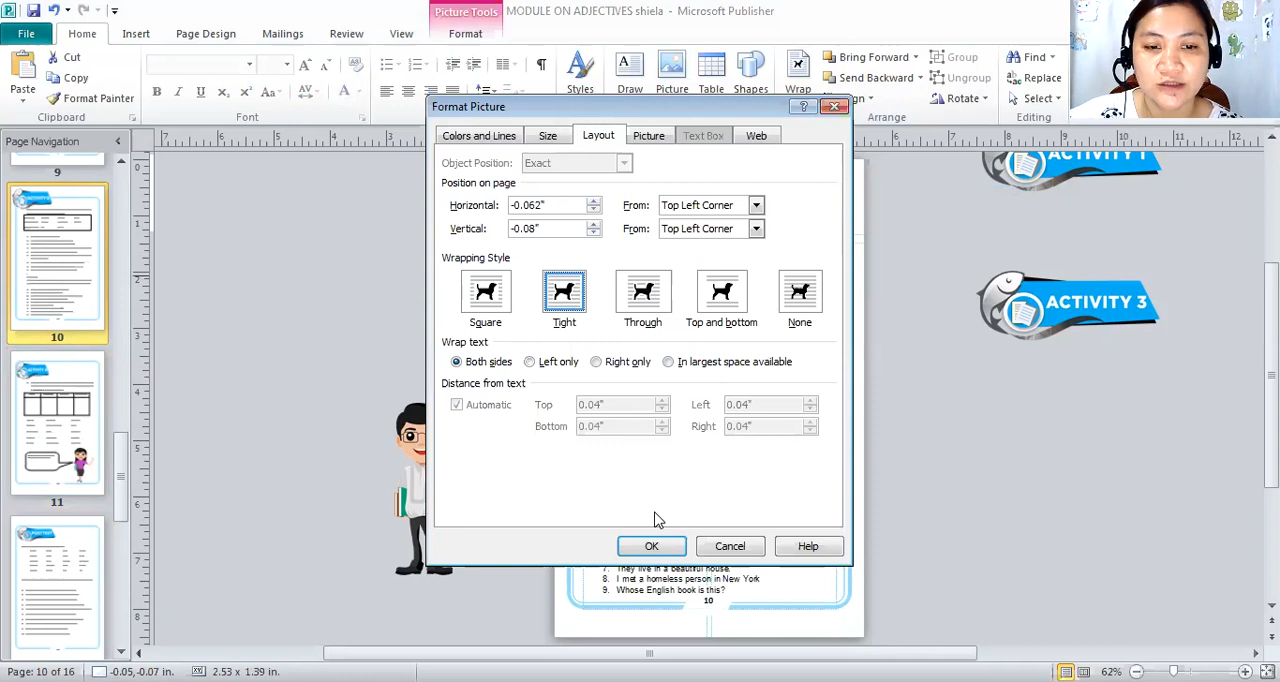 Picture Tools
MODULE ON ADJECTIVES shiela - Microsoft Publisher
File
Home
Insert
Page Design
Mailings
Review
View
Format
Paste
Cut
Copy
Format Painter
Clipboard
Font
Styles
Draw
Picture
Table
Shapes
Wrap
Bring Forward
Send Backward
Group
Ungroup
Rotate
Arrange
Find
Replace
Select
Editing
Page Navigation
9
10
11
Format Picture
Colors and Lines
Size
Layout
Picture
Text Box
Web
Object Position:
Exact
Position on page
Horizontal:
-0.062"
From:
Top Left Corner
Vertical:
-0.08"
From:
Top Left Corner
Wrapping Style
Square
Tight
Through
Top and bottom
None
Wrap text
Both sides
Left only
Right only
In largest space available
Distance from text
Automatic
Top
0.04"
Left
0.04"
Bottom
0.04"
Right
0.04"
OK
Cancel
Help
ACTIVITY 1
ACTIVITY 3
7. They live in a beautiful house.
8. I met a homeless person in New York
9. Whose English book is this?
10
Page: 10 of 16
-0.05,-0.07 in.
2.53 x 1.39 in.
62%